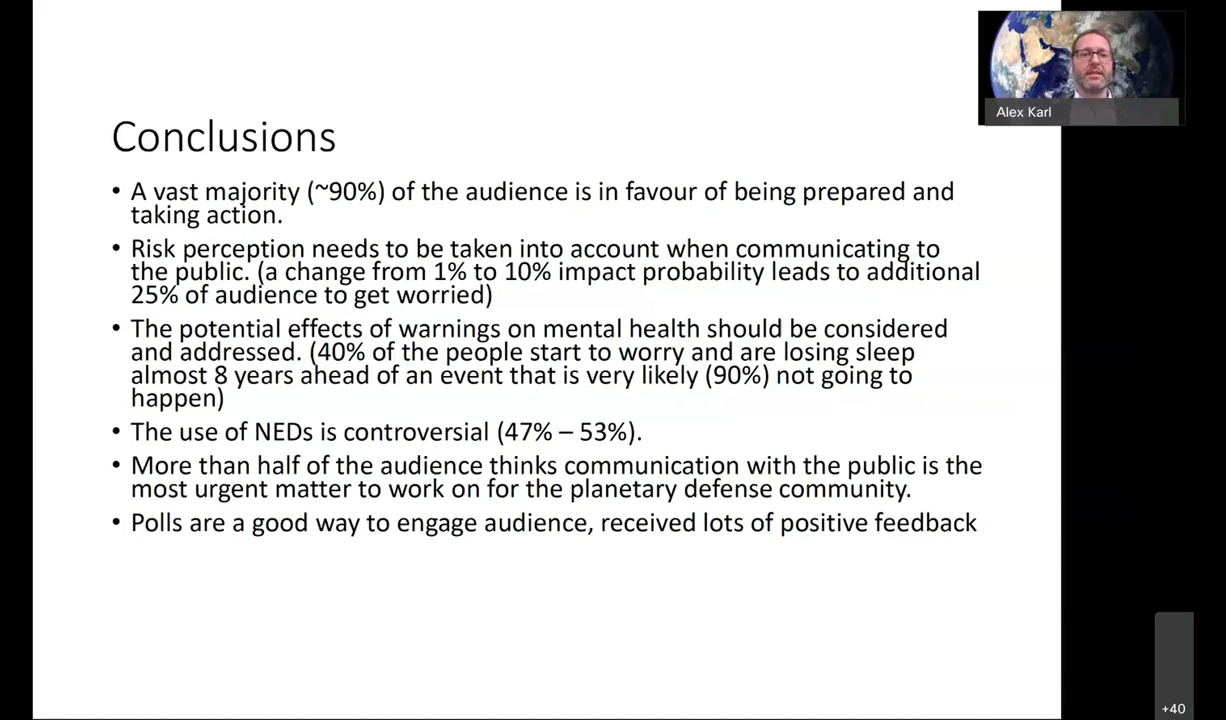 Alex Karl
Conclusions
• A vast majority (~90%) of the audience is in favour of being prepared and
taking action.
• Risk perception needs to be taken into account when communicating to
the public. (a change from 1% to 10% impact probability leads to additional
25% of audience to get worried)
• The potential effects of warnings on mental health should be considered
and addressed. (40% of the people start to worry and are losing sleep
almost 8 years ahead of an event that is very likely (90%) not going to
happen)
• The use of NEDs is controversial (47% – 53%).
• More than half of the audience thinks communication with the public is the
most urgent matter to work on for the planetary defense community.
• Polls are a good way to engage audience, received lots of positive feedback
+40